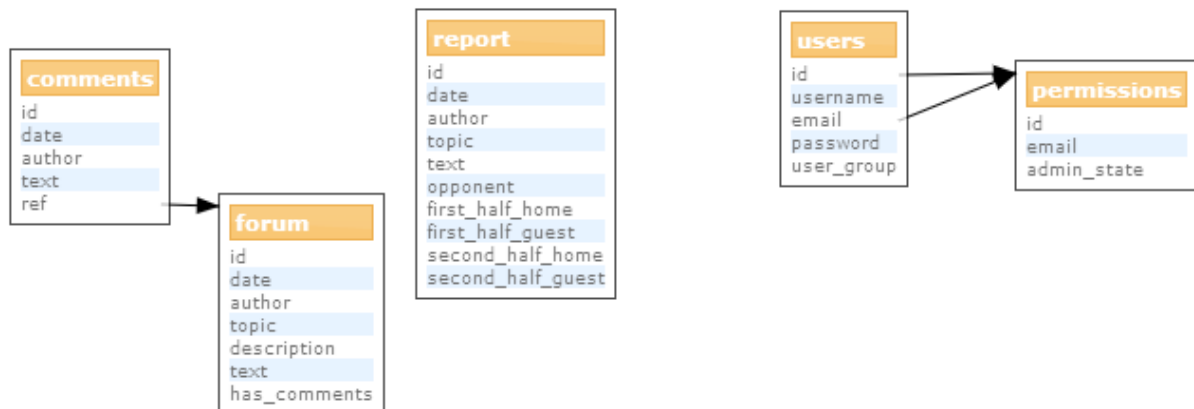 comments
id
date
author
text
ref
forum
id
date
author
topic
description
text
has_comments
report
id
date
author
topic
text
opponent
first_half_home
first_half_guest
second_half_home
second_half_guest
users
id
username
email
password
user_group
permissions
id
email
admin_state